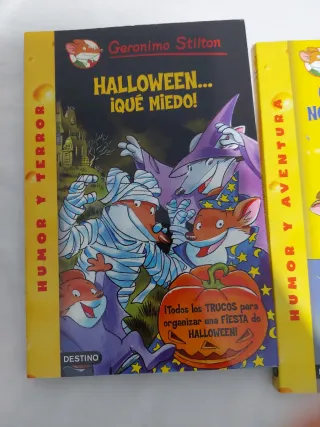 Geronimo Stilton
HALLOWEEN...
¡QUÉ MIEDO!
HUMOR Y TERROR
¡Todos los TRUCOS para
organizar una FIESTA de
HALLOWEEN!
DESTINO
HUMOR Y AVENTURA